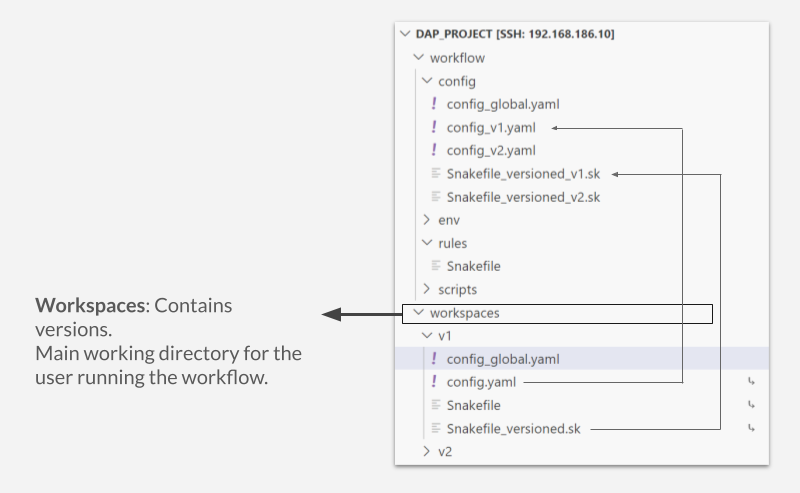 DAP_PROJECT [SSH: 192.168.186.10]
workflow
config
! config_global.yaml
! config_v1.yaml
! config_v2.yaml
Snakefile_versioned_v1.sk
Snakefile_versioned_v2.sk
env
rules
Snakefile
scripts
workspaces
v1
! config_global.yaml
! config.yaml
Snakefile
Snakefile_versioned.sk
v2
Workspaces: Contains
versions.
Main working directory for the
user running the workflow.